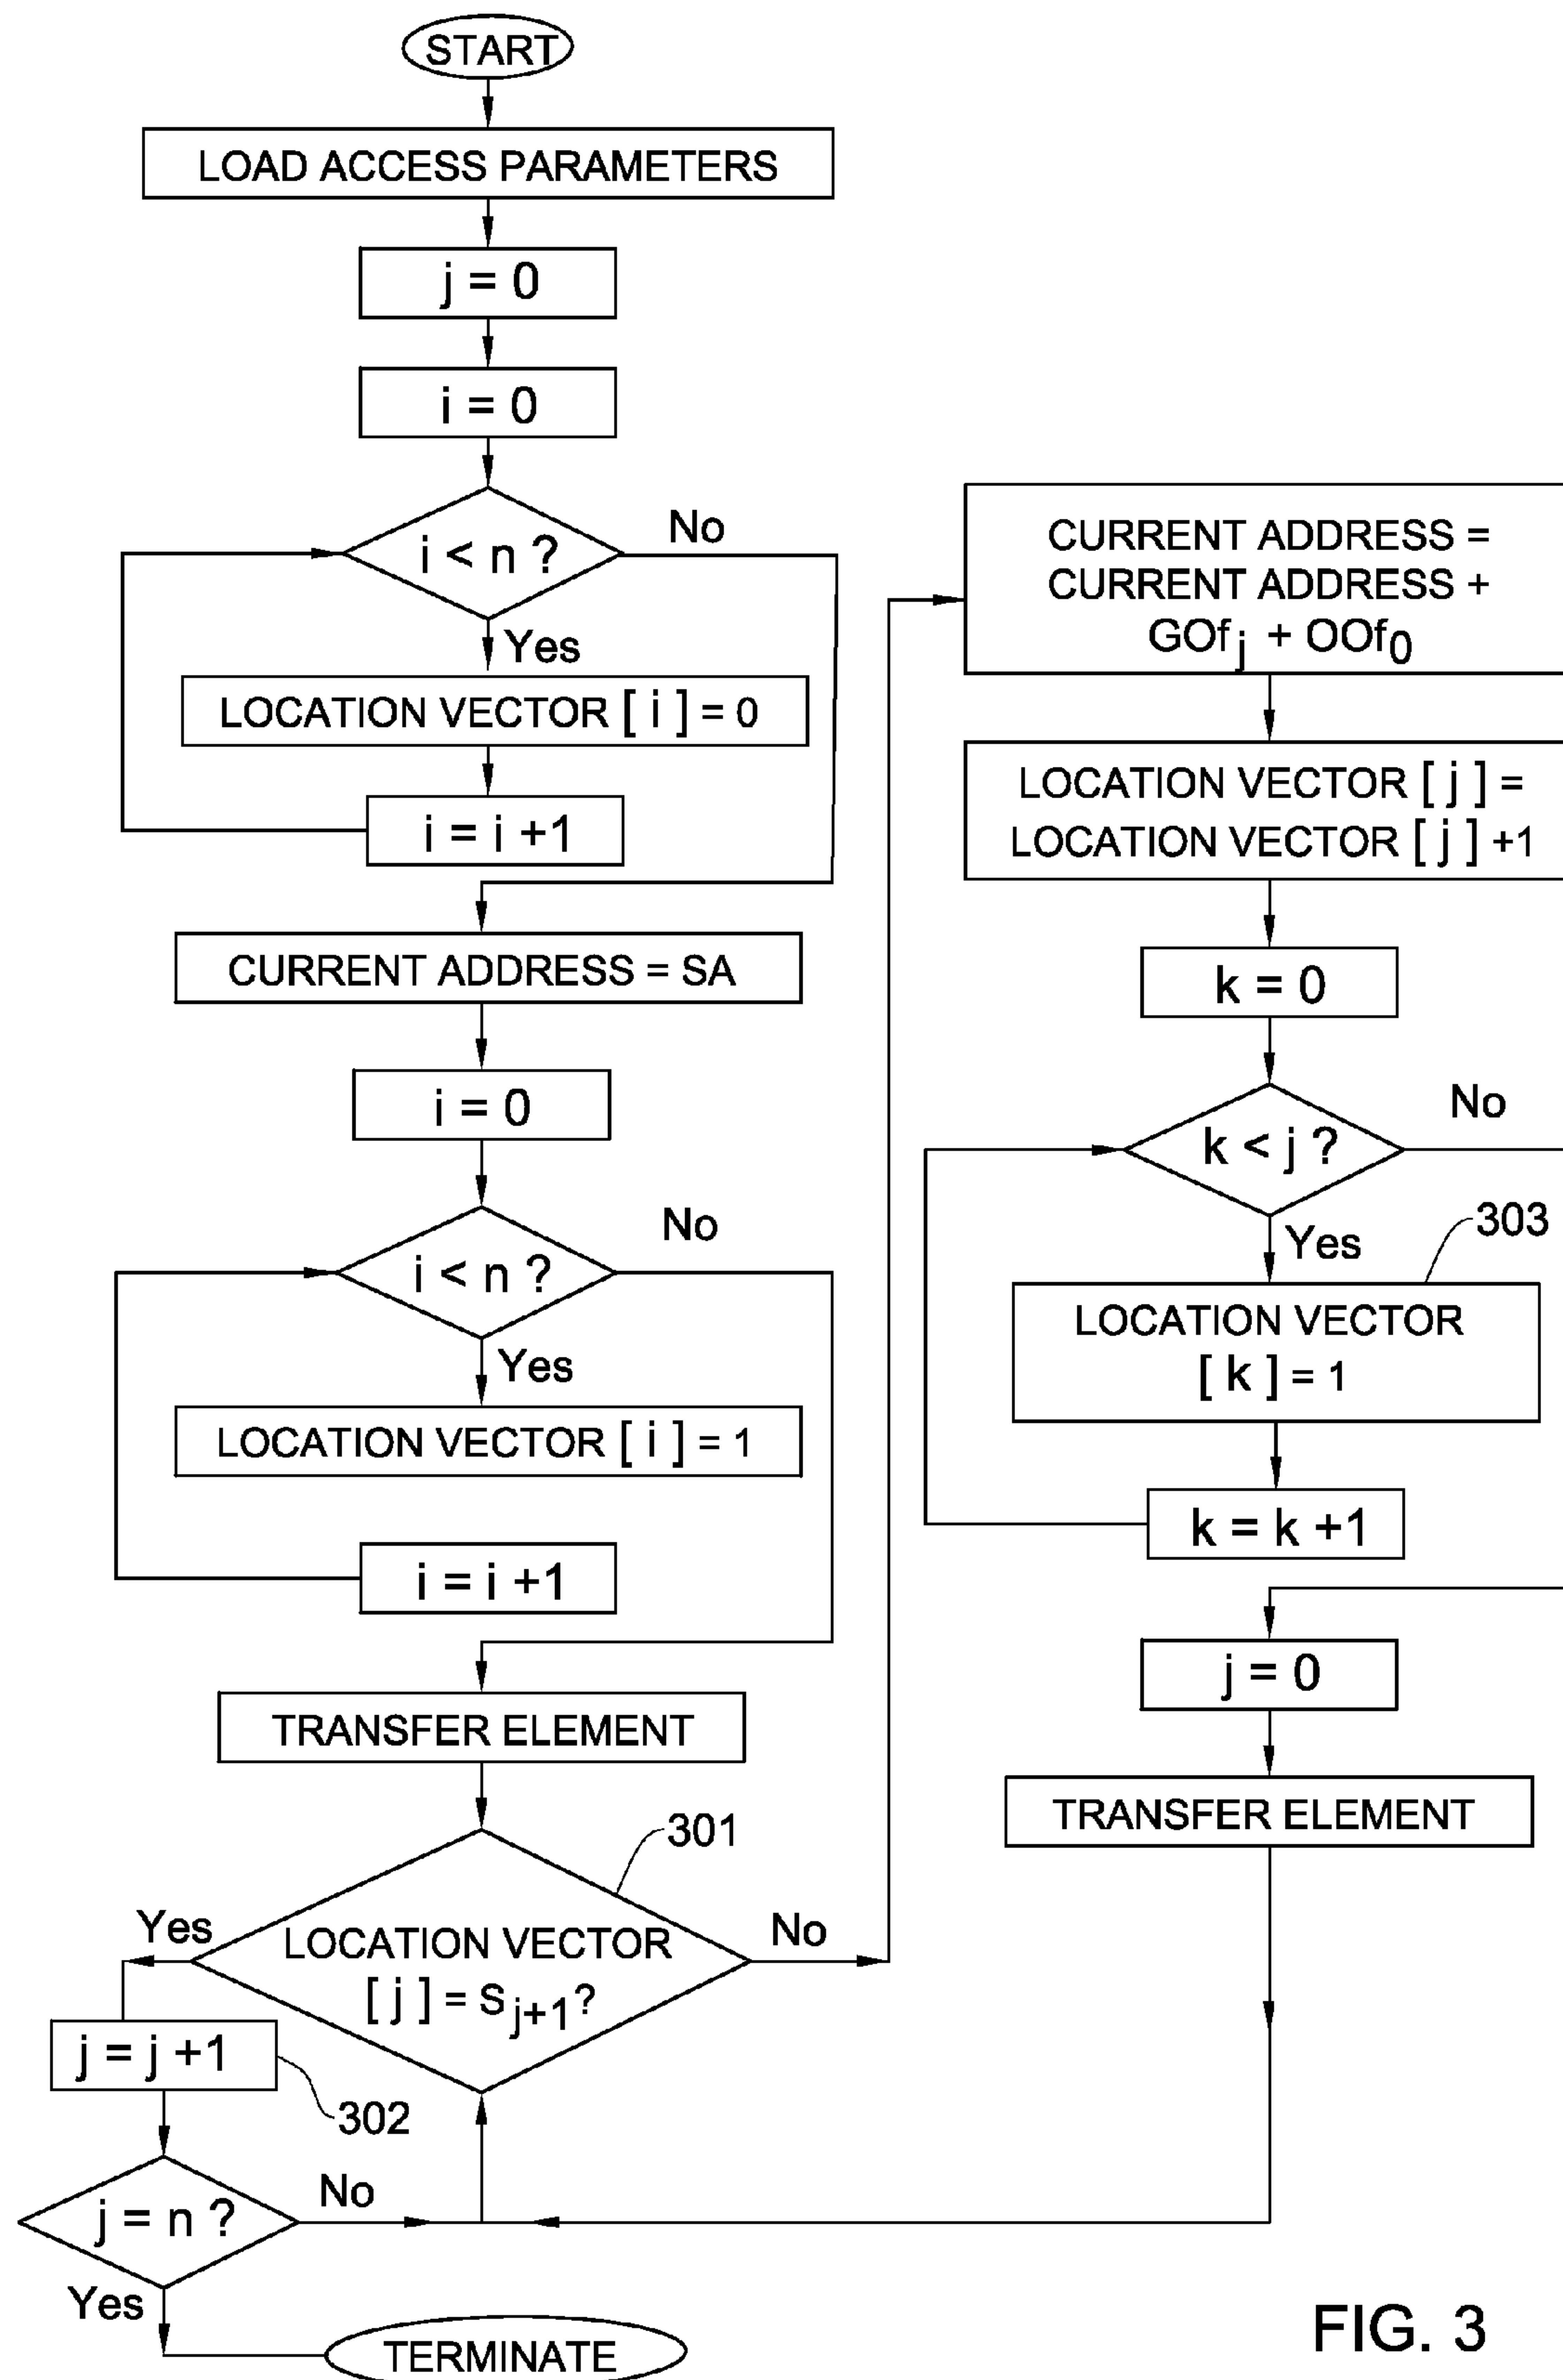 START
LOAD ACCESS PARAMETERS
j = 0
i = 0
i < n ?
No
Yes
LOCATION VECTOR [ i ] = 0
i = i +1
CURRENT ADDRESS = SA
i = 0
i < n ?
No
Yes
LOCATION VECTOR [ i ] = 1
i = i +1
TRANSFER ELEMENT
301
LOCATION VECTOR
[ j ] = S j+1?
Yes
No
j = j +1
302
j = n ?
No
Yes
TERMINATE
CURRENT ADDRESS =
CURRENT ADDRESS +
GOf j + OOf 0
LOCATION VECTOR [ j ] =
LOCATION VECTOR [ j ] +1
k = 0
k < j ?
No
Yes
303
LOCATION VECTOR
[ k ] = 1
k = k +1
j = 0
TRANSFER ELEMENT
FIG. 3